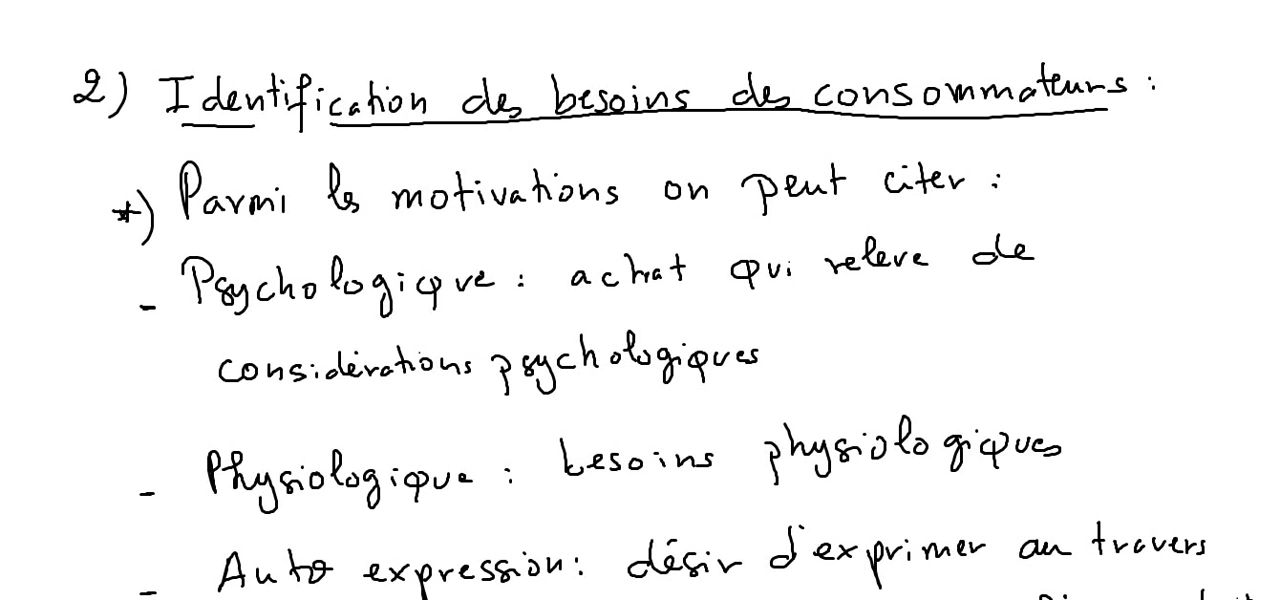 2) Identification des besoins des consommateurs :
*) Parmi les motivations on peut citer :
- Psychologique : achat qui releve de
considérations psychologiques
- Physiologique : besoins physiologiques
- Auto expression : désir d'exprimer au travers